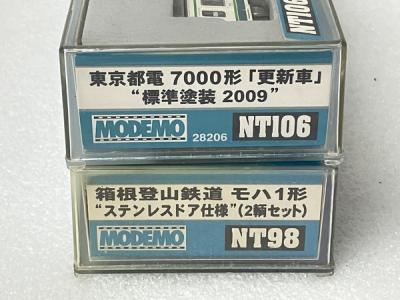 NT106
東京都電 7000形「更新車」
“標準塗装 2009”
MODEMO 28206 NT106
箱根登山鉄道 モハ1形
“ステンレスドア仕様”(2輌セット)
MODEMO NT98